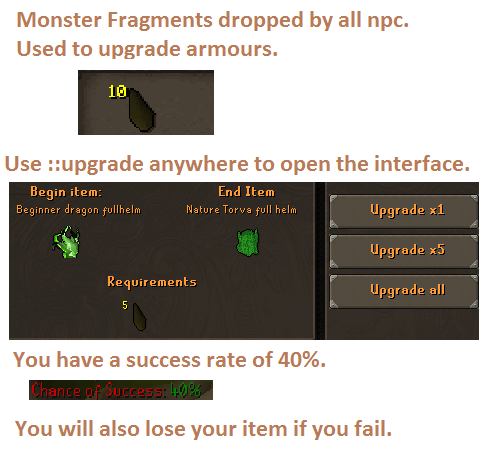 Monster Fragments dropped by all npc.
Used to upgrade armours.
10
Use ::upgrade anywhere to open the interface.
Begin item:
Beginner dragon fullhelm
End Item
Nature Torva full helm
Requirements
5
Upgrade x1
Upgrade x5
Upgrade all
You have a success rate of 40%.
Chance of Success: 40%
You will also lose your item if you fail.